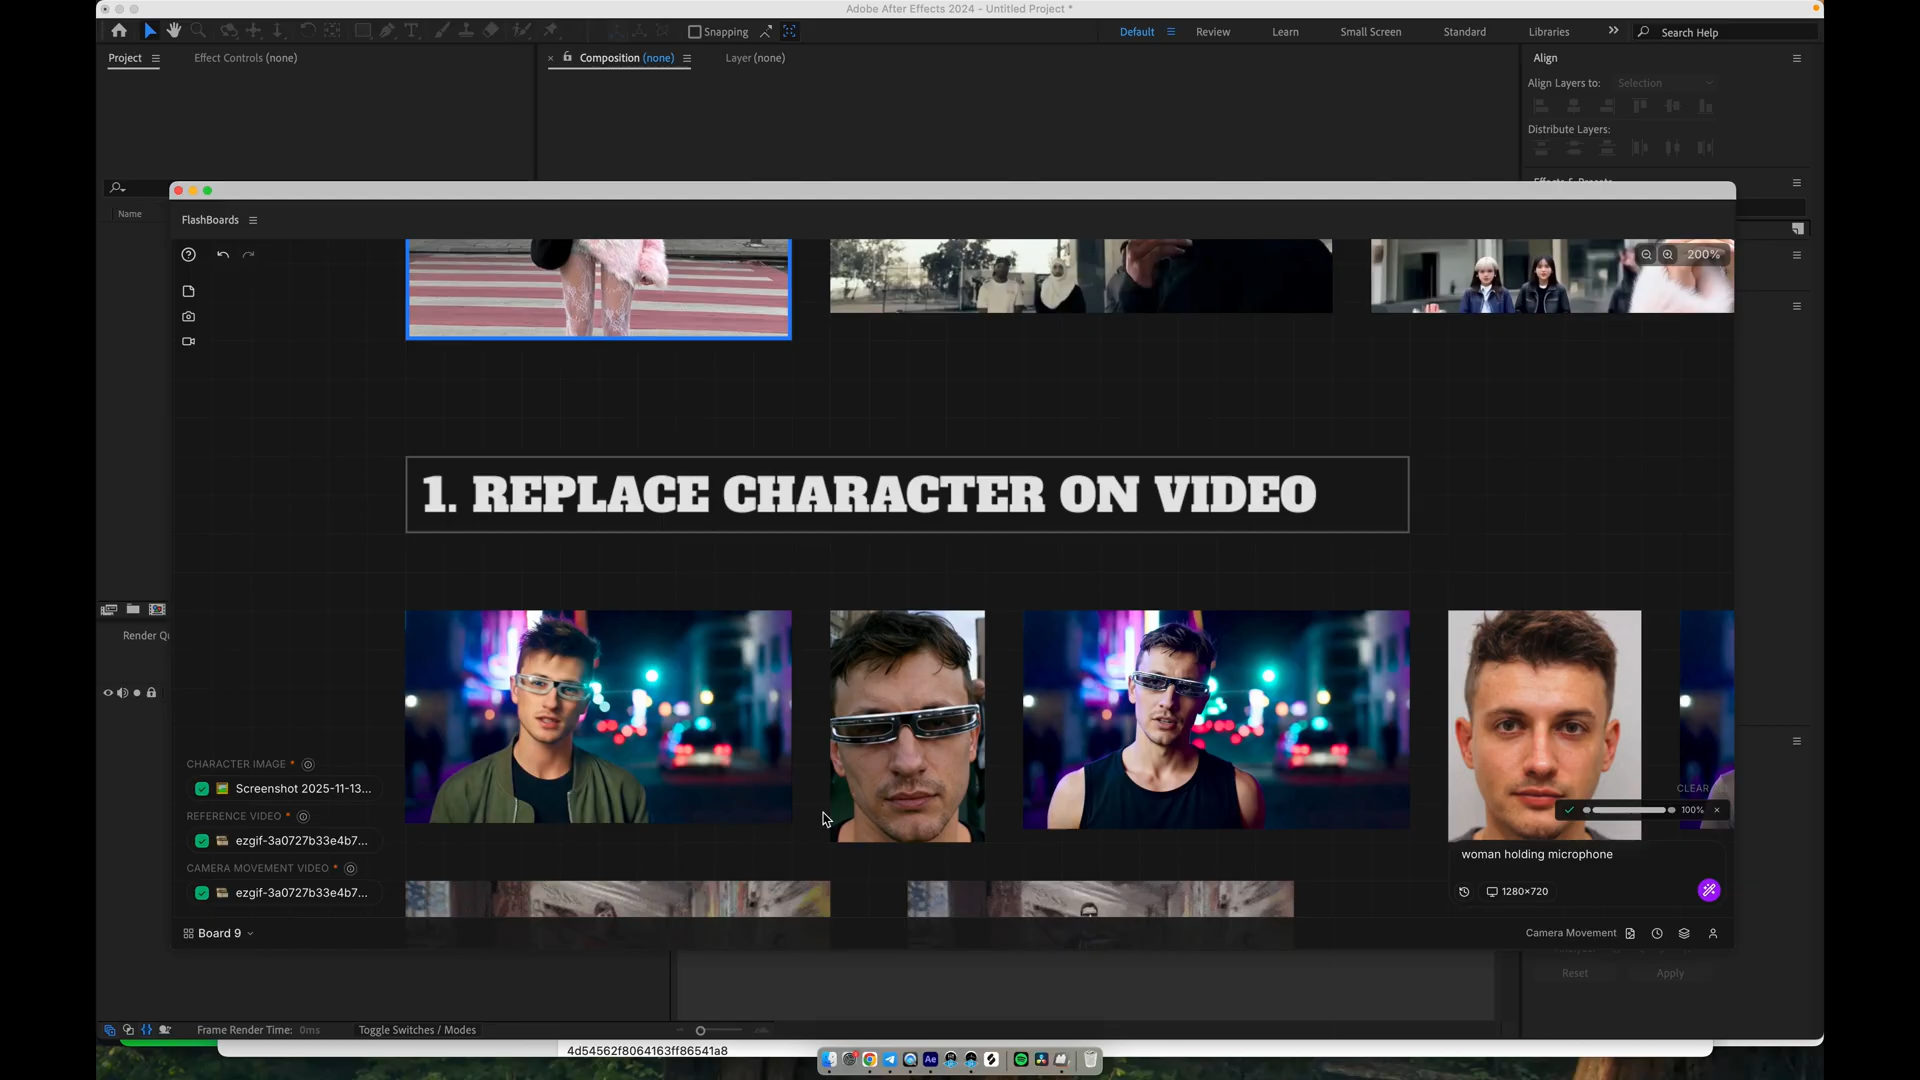 Adobe After Effects 2024 - Untitled Project *
Snapping
Default
Review
Learn
Small Screen
Standard
Libraries
Search Help
Project
Effect Controls (none)
Composition (none)
Layer (none)
Align
Align Layers to:
Selection
Distribute Layers:
Effects & Presets
Name
FlashBoards
200%
1. REPLACE CHARACTER ON VIDEO
Render Qu
CHARACTER IMAGE *
Screenshot 2025-11-13...
REFERENCE VIDEO *
ezgif-3a0727b33e4b7...
CAMERA MOVEMENT VIDEO *
ezgif-3a0727b33e4b7...
CLEAR
100%
woman holding microphone
1280×720
Board 9
Camera Movement
Reset
Apply
Frame Render Time: 0ms
Toggle Switches / Modes
4d54562f8064163ff86541a8
Ae